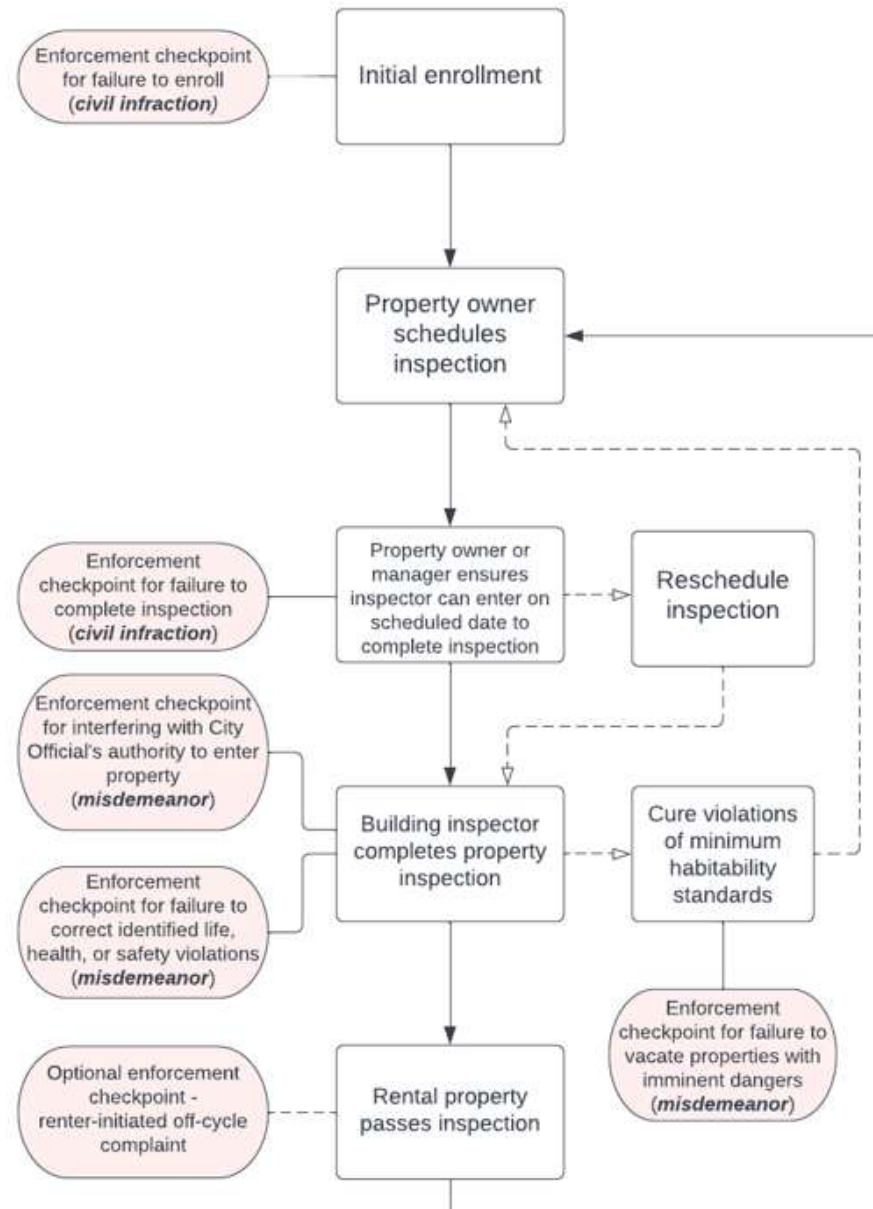 Enforcement checkpoint
for failure to enroll
(civil infraction)
Initial enrollment
Property owner
schedules
inspection
Enforcement
checkpoint for failure to
complete inspection
(civil infraction)
Property owner or
manager ensures
inspector can enter on
scheduled date to
complete inspection
Reschedule
inspection
Enforcement checkpoint
for interfering with City
Official's authority to enter
property
(misdemeanor)
Building inspector
completes property
inspection
Cure violations
of minimum
habitability
standards
Enforcement
checkpoint for failure to
correct identified life,
health, or safety violations
(misdemeanor)
Enforcement
checkpoint for failure to
vacate properties with
imminent dangers
(misdemeanor)
Optional enforcement
checkpoint -
renter-initiated off-cycle
complaint
Rental property
passes inspection